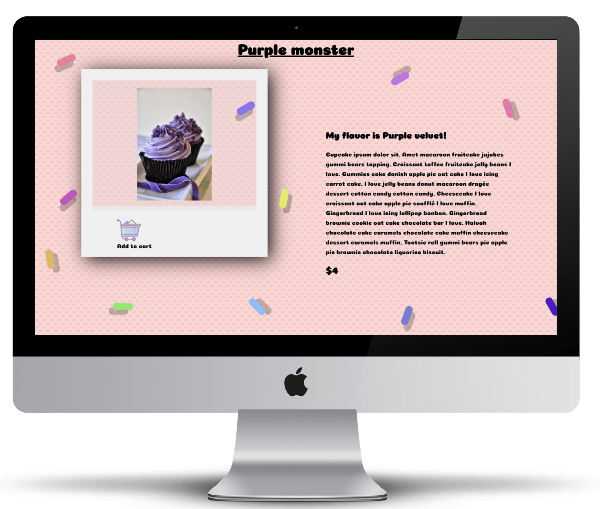 Purple monster
My flavor is Purple velvet!
Cupcake ipsum dolor sit. Amet macaroon fruitcake jujubes
gummi bears topping. Croissant toffee fruitcake jelly beans I
love. Gummies cake danish apple pie oat cake I love icing
carrot cake. I love jelly beans donut macaroon dragée
dessert cotton candy cotton candy. Cheesecake I love
croissant oat cake apple pie soufflé I love muffin.
Gingerbread I love icing lollipop bonbon. Gingerbread
brownie cookie oat cake chocolate bar I love. Halvah
chocolate cake caramels chocolate cake muffin cheesecake
dessert caramels muffin. Tootsie roll gummi bears pie apple
pie brownie chocolate liquorice biscuit.
$4
Add to cart